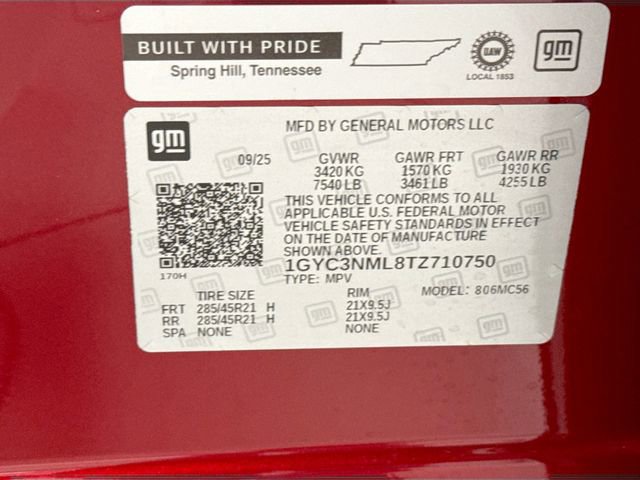 BUILT WITH PRIDE
Spring Hill, Tennessee
UAW
LOCAL 1853
gm
gm
MFD BY GENERAL MOTORS LLC
09/25 GVWR GAWR FRT GAWR RR
3420 KG 1570 KG 1930 KG
7540 LB 3461 LB 4255 LB
THIS VEHICLE CONFORMS TO ALL
APPLICABLE U.S. FEDERAL MOTOR
VEHICLE SAFETY STANDARDS IN EFFECT
ON THE DATE OF MANUFACTURE
SHOWN ABOVE.
1GYC3NML8TZ710750
170H
TYPE: MPV MODEL: 806MC56
TIRE SIZE RIM
FRT 285/45R21 H 21X9.5J
RR 285/45R21 H 21X9.5J
SPA NONE NONE